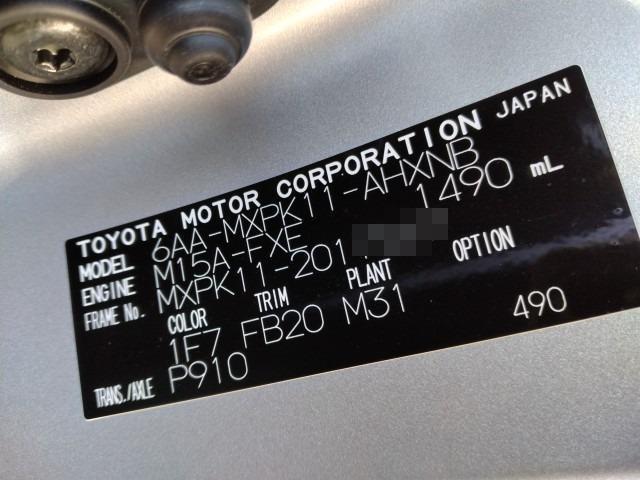 TOYOTA MOTOR CORPORATION JAPAN
MODEL 6AA-MXPK11-AHXNB
ENGINE M15A-FXE 1490 mL
FRAME No. MXPK11-201
COLOR TRIM PLANT OPTION
1F7 FB20 M31 490
TRANS./AXLE P910